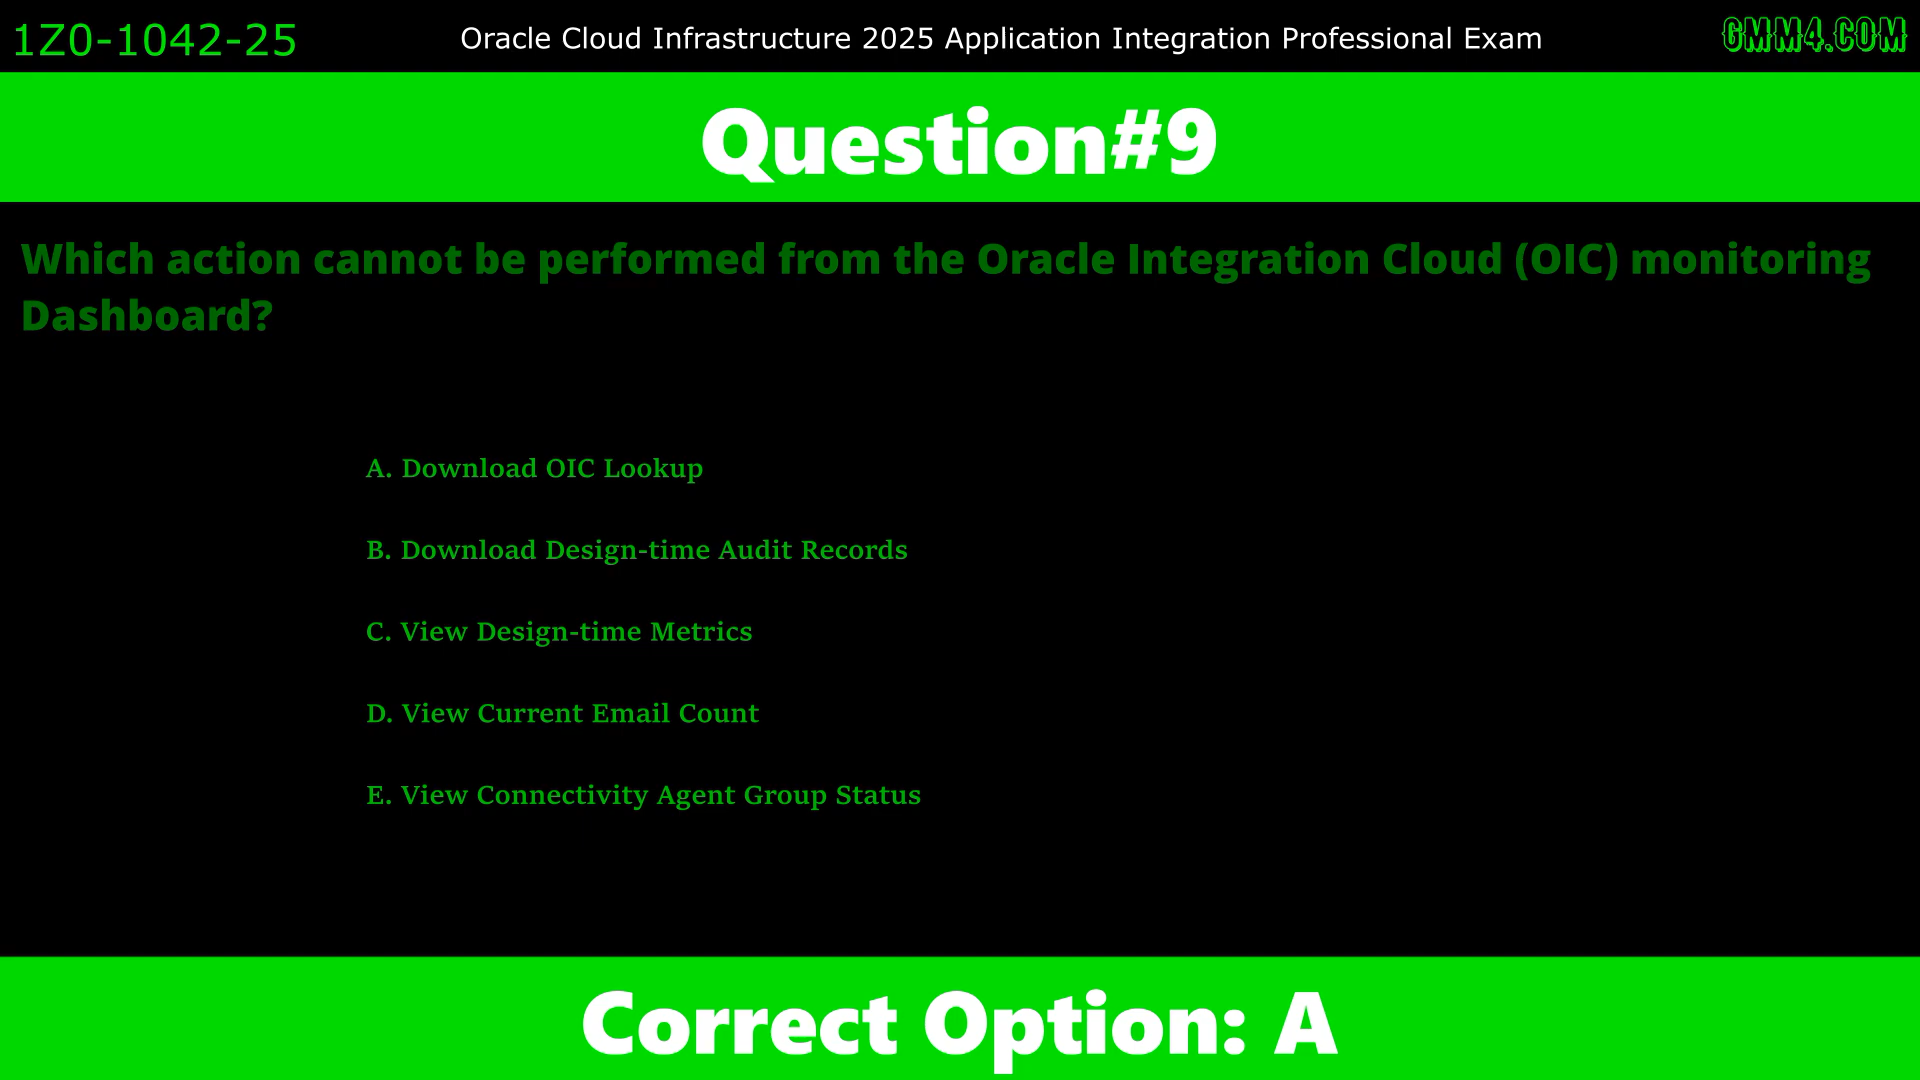 1Z0-1042-25
Oracle Cloud Infrastructure 2025 Application Integration Professional Exam
GMM4.COM
Question#9
Which action cannot be performed from the Oracle Integration Cloud (OIC) monitoring
Dashboard?
A. Download OIC Lookup
B. Download Design-time Audit Records
C. View Design-time Metrics
D. View Current Email Count
E. View Connectivity Agent Group Status
Correct Option: A